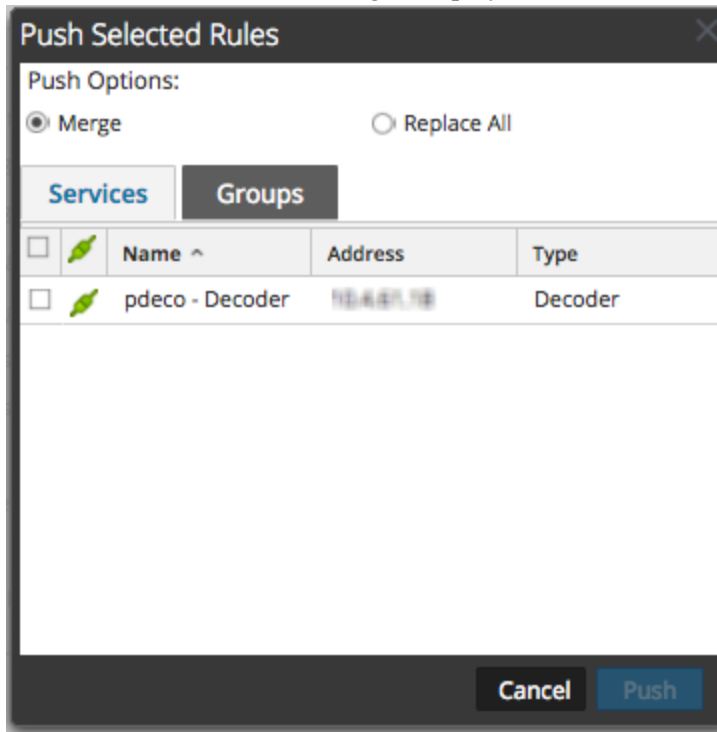 Push Selected Rules
Push Options:
Merge Replace All
Services Groups
Name Address Type
pdeco - Decoder Decoder
Cancel Push